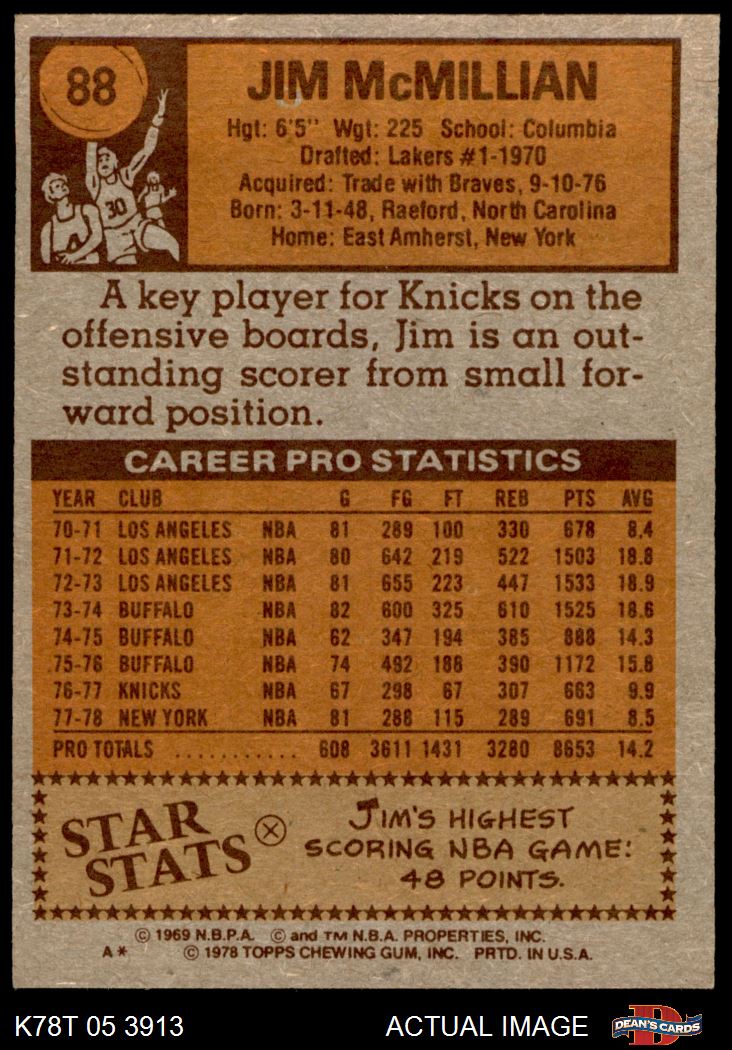 88
JIM McMILLIAN
Hgt: 6'5" Wgt: 225 School: Columbia
Drafted: Lakers #1-1970
Acquired: Trade with Braves, 9-10-76
Born: 3-11-48, Raeford, North Carolina
Home: East Amherst, New York
30
A key player for Knicks on the
offensive boards, Jim is an out-
standing scorer from small for-
ward position.
CAREER PRO STATISTICS
YEAR CLUB G FG FT REB PTS AVG
70-71 LOS ANGELES NBA 81 289 100 330 678 8.4
71-72 LOS ANGELES NBA 80 642 219 522 1503 18.8
72-73 LOS ANGELES NBA 81 655 223 447 1533 18.9
73-74 BUFFALO NBA 82 600 325 610 1525 18.6
74-75 BUFFALO NBA 62 347 194 385 888 14.3
75-76 BUFFALO NBA 74 492 188 390 1172 15.8
76-77 KNICKS NBA 67 298 67 307 663 9.9
77-78 NEW YORK NBA 81 288 115 289 691 8.5
PRO TOTALS ........... 608 3611 1431 3280 8653 14.2
STAR
STATS
JIM'S HIGHEST
SCORING NBA GAME:
48 POINTS.
© 1969 N.B.P.A. © and TM N.B.A. PROPERTIES, INC.
A* © 1978 TOPPS CHEWING GUM, INC. PRTD. IN U.S.A.
K78T 05 3913 ACTUAL IMAGE D DEAN'S CARDS